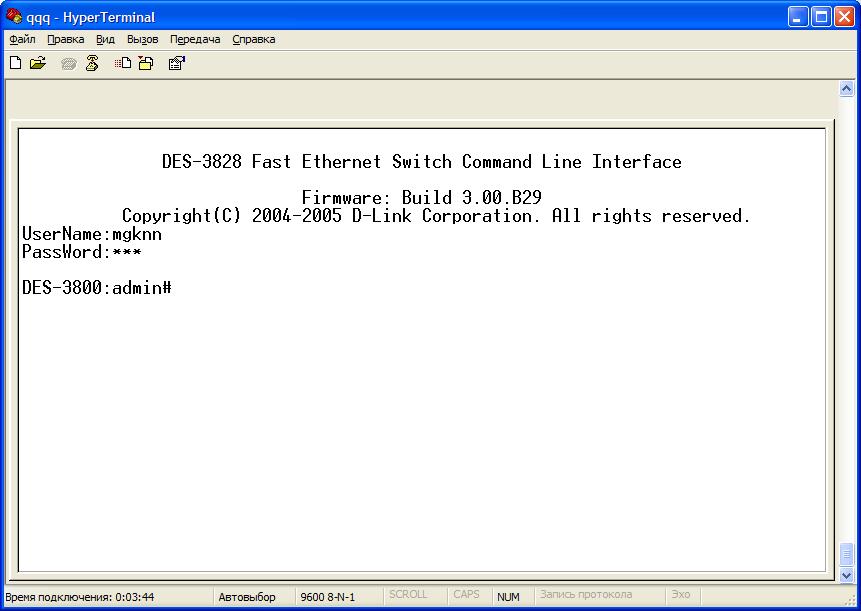 qqq - HyperTerminal
Файл Правка Вид Вызов Передача Справка
DES-3828 Fast Ethernet Switch Command Line Interface
Firmware: Build 3.00.B29
Copyright(C) 2004-2005 D-Link Corporation. All rights reserved.
UserName:mgknn
PassWord:***
DES-3800:admin#
Время подключения: 0:03:44 Автовыбор 9600 8-N-1 SCROLL CAPS NUM Запись протокола Эхо